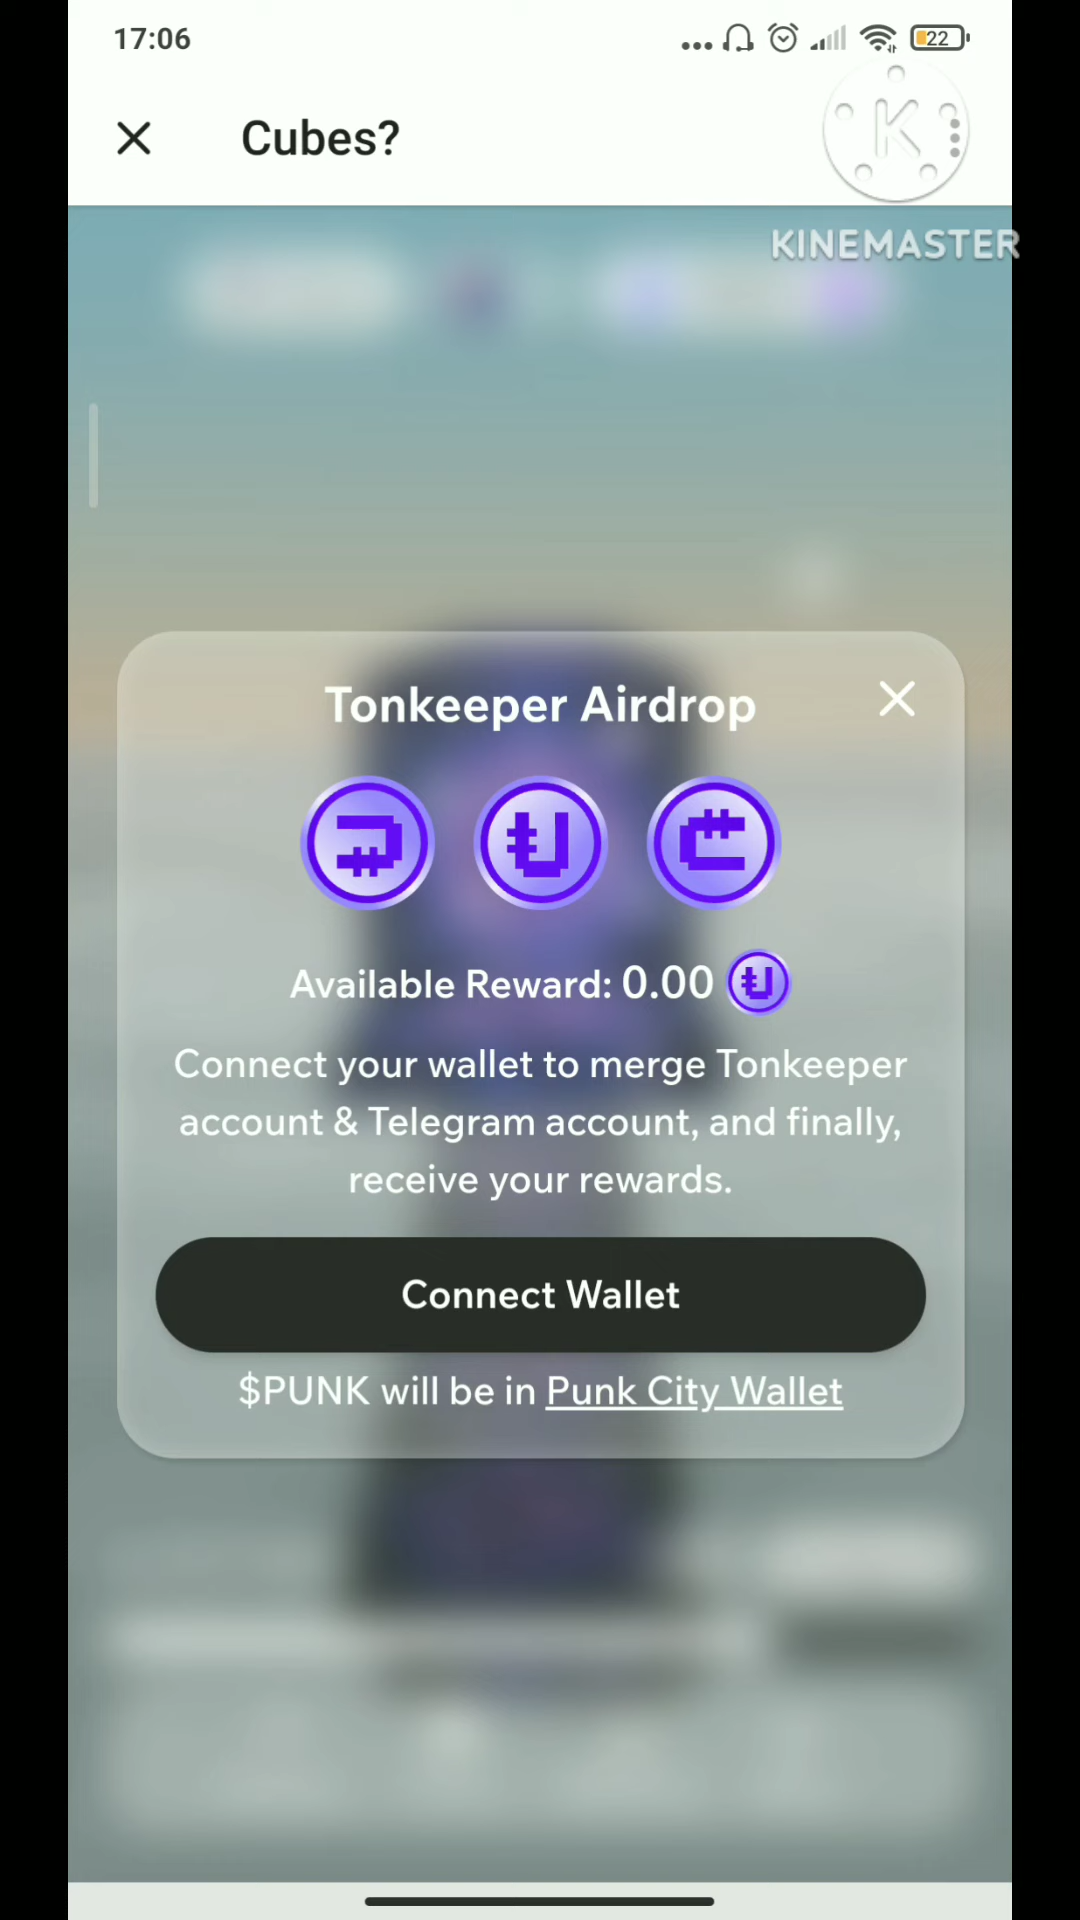 17:06
22
Cubes?
K
KINEMASTER
Tonkeeper Airdrop
Available Reward: 0.00
Connect your wallet to merge Tonkeeper
account & Telegram account, and finally,
receive your rewards.
Connect Wallet
$PUNK will be in Punk City Wallet